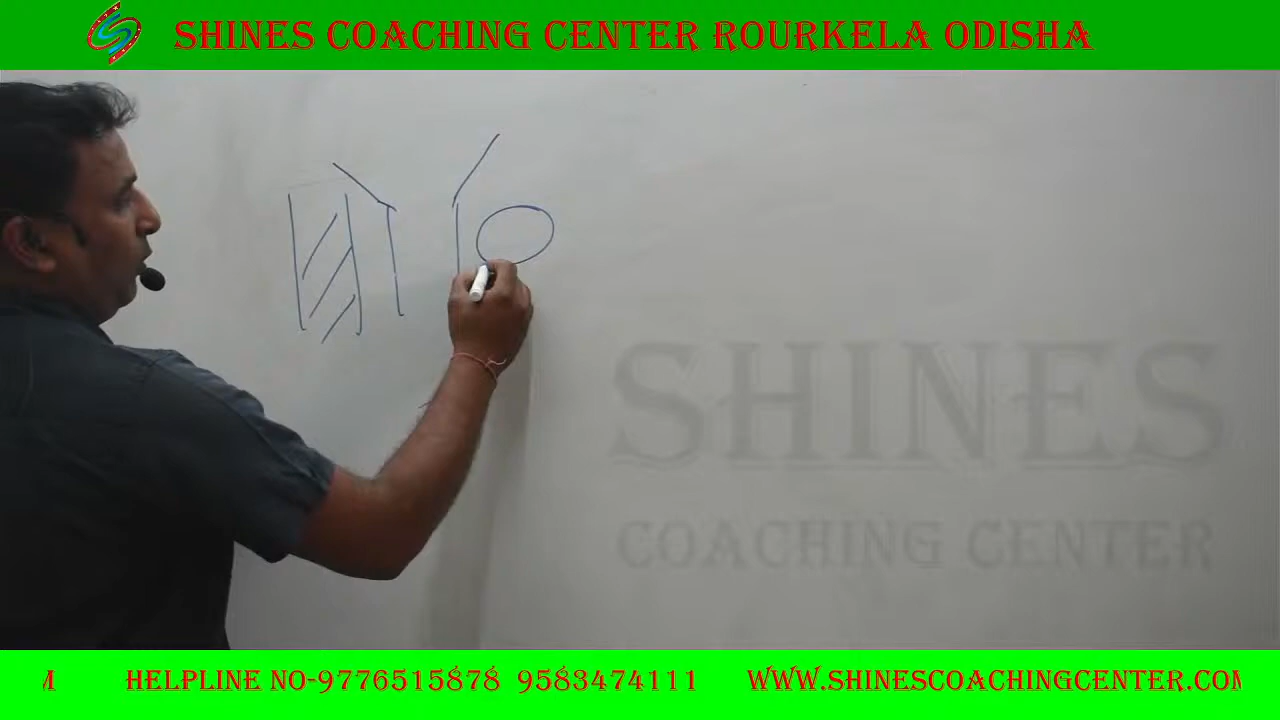 SHINES COACHING CENTER ROURKELA ODISHA
SHINES
COACHING CENTER
M HELPLINE NO-9776515878 9583474111 WWW.SHINESCOACHINGCENTER.COM